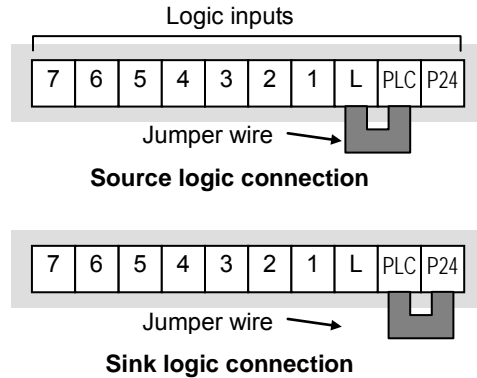 Logic inputs
7 6 5 4 3 2 1 L PLC P24
Jumper wire
Source logic connection
7 6 5 4 3 2 1 L PLC P24
Jumper wire
Sink logic connection